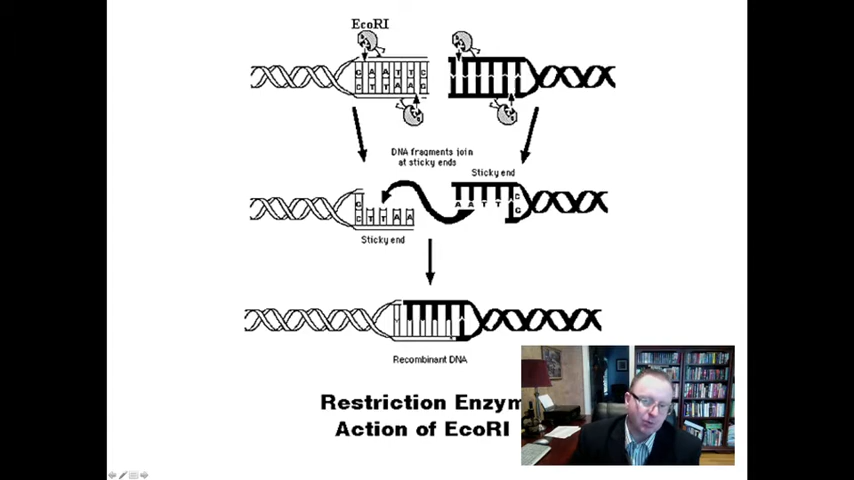 EcoRI
G A A T T C
C T T A A G
DNA fragments join
at sticky ends
Sticky end
G
C T T A A
A A T T
C
G
Sticky end
Recombinant DNA
Restriction Enzym
Action of EcoRI